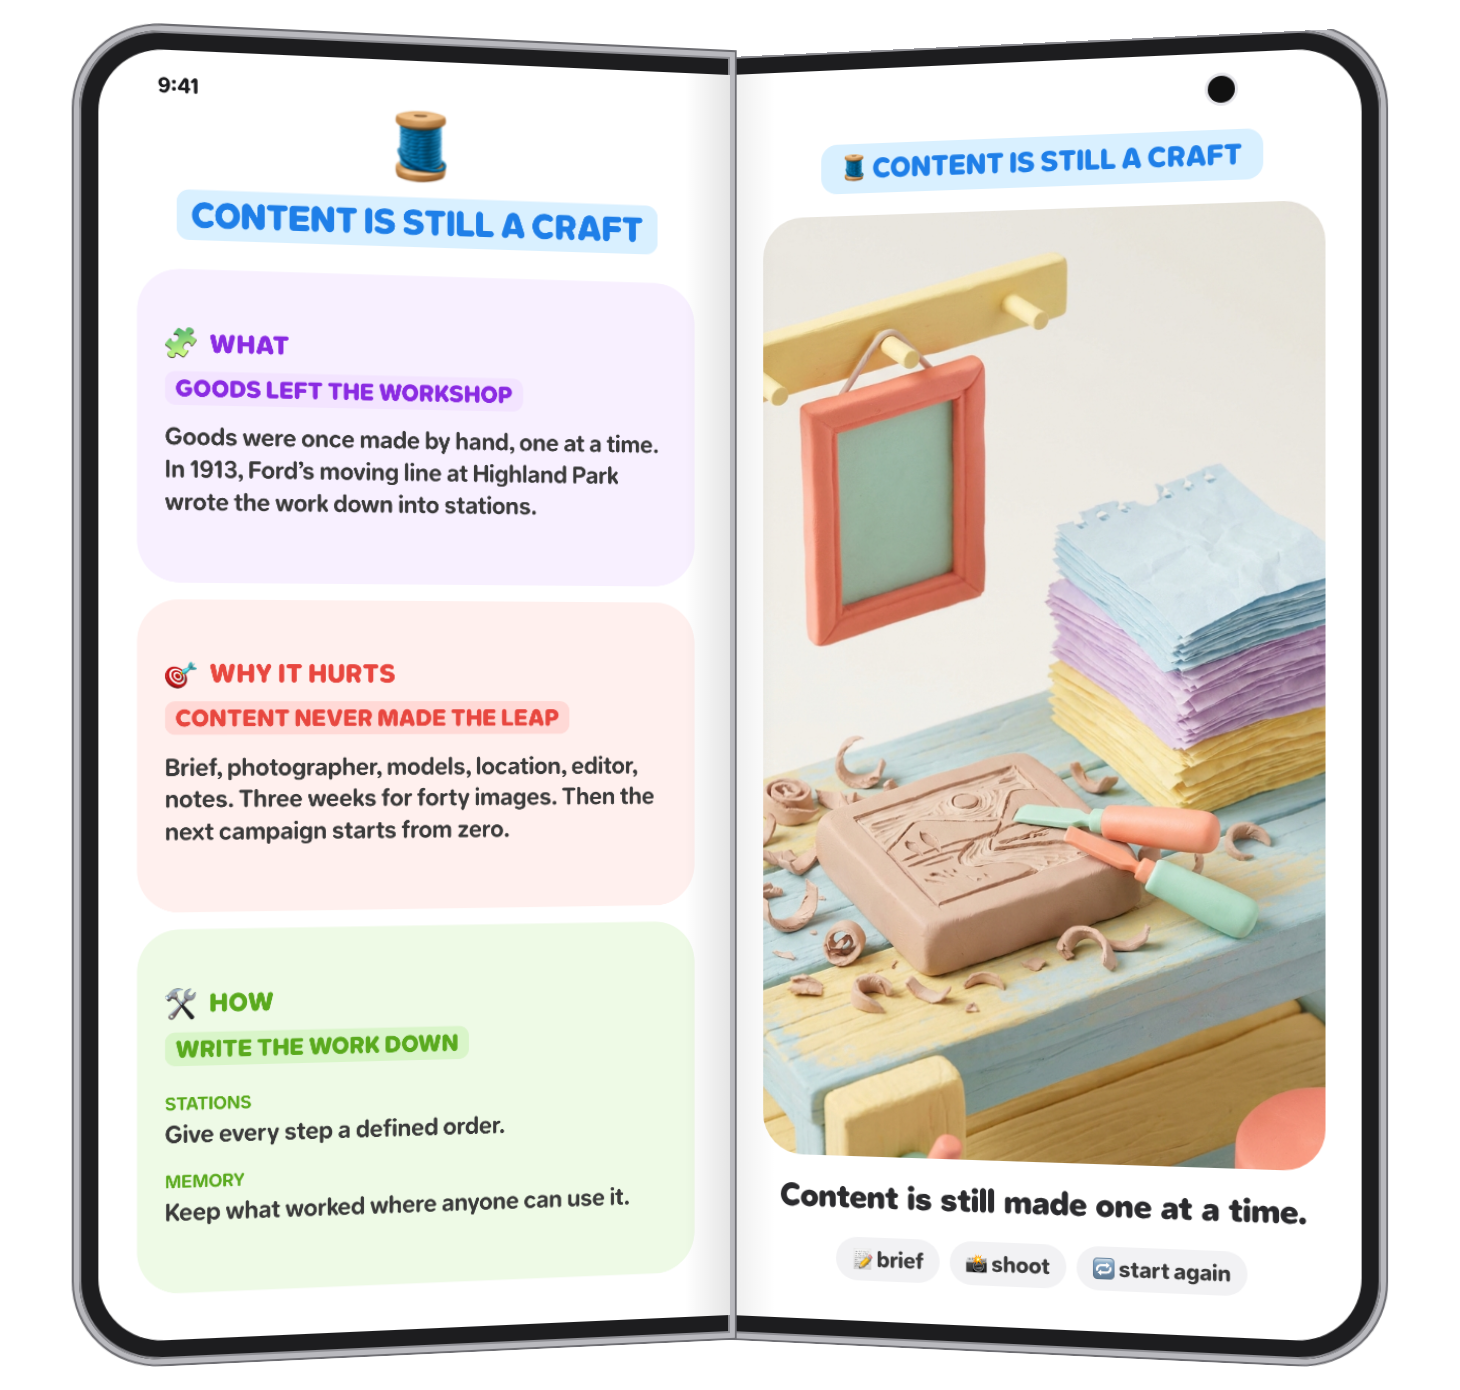 9:41
CONTENT IS STILL A CRAFT
WHAT
GOODS LEFT THE WORKSHOP
Goods were once made by hand, one at a time.
In 1913, Ford’s moving line at Highland Park
wrote the work down into stations.
WHY IT HURTS
CONTENT NEVER MADE THE LEAP
Brief, photographer, models, location, editor,
notes. Three weeks for forty images. Then the
next campaign starts from zero.
HOW
WRITE THE WORK DOWN
STATIONS
Give every step a defined order.
MEMORY
Keep what worked where anyone can use it.
CONTENT IS STILL A CRAFT
Content is still made one at a time.
brief
shoot
start again